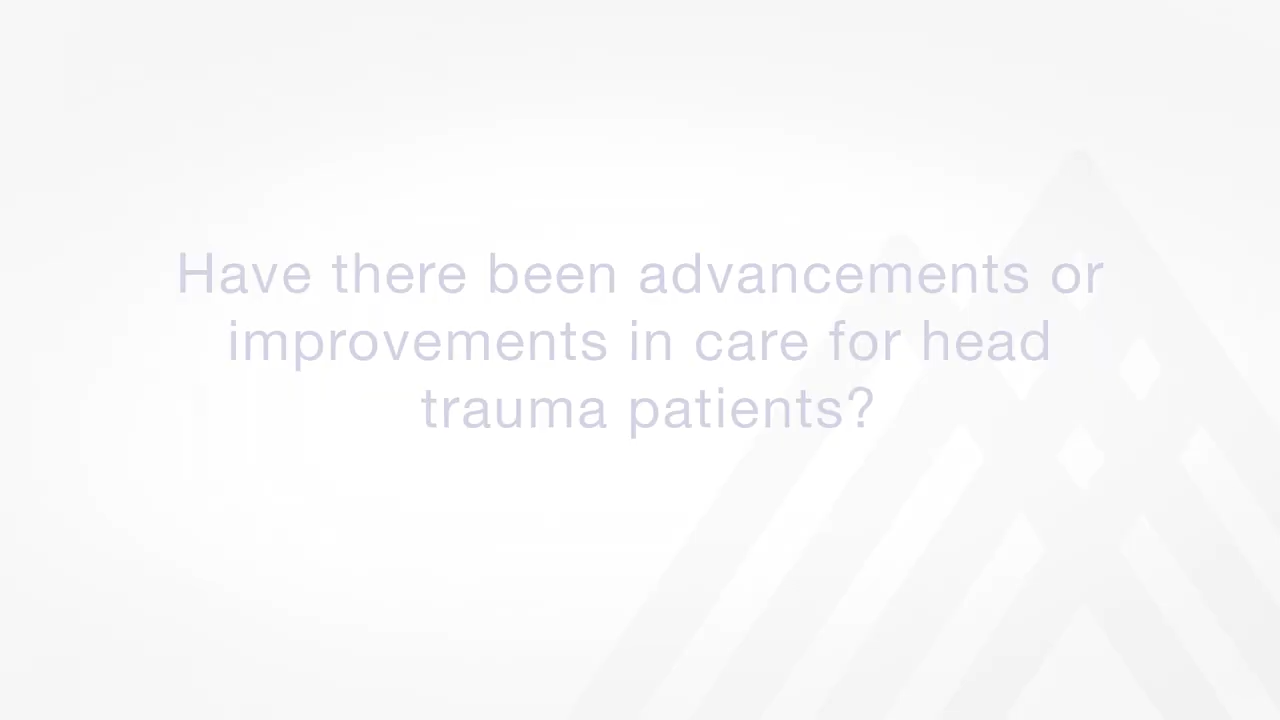 Have there been advancements or
improvements in care for head
trauma patients?